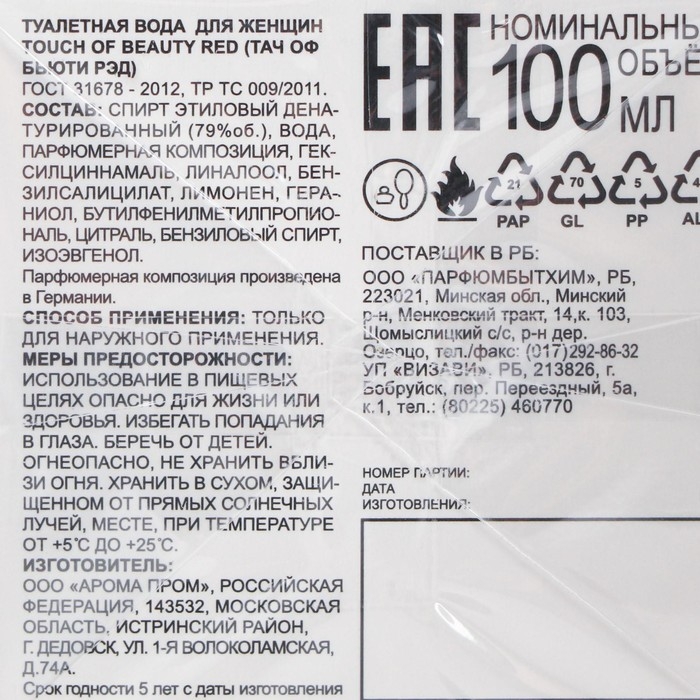 ТУАЛЕТНАЯ ВОДА ДЛЯ ЖЕНЩИН
TOUCH OF BEAUTY RED (ТАЧ ОФ
БЬЮТИ РЭД)
ГОСТ 31678 - 2012, ТР ТС 009/2011.
СОСТАВ: СПИРТ ЭТИЛОВЫЙ ДЕНА-
ТУРИРОВАННЫЙ (79%об.), ВОДА,
ПАРФЮМЕРНАЯ КОМПОЗИЦИЯ, ГЕК-
СИЛЦИННАМАЛЬ, ЛИНАЛООЛ, БЕН-
ЗИЛСАЛИЦИЛАТ, ЛИМОНЕН, ГЕРА-
НИОЛ, БУТИЛФЕНИЛМЕТИЛПРОПИО-
НАЛЬ, ЦИТРАЛЬ, БЕНЗИЛОВЫЙ СПИРТ,
ИЗОЭВГЕНОЛ.
Парфюмерная композиция произведена
в Германии.
СПОСОБ ПРИМЕНЕНИЯ: ТОЛЬКО
ДЛЯ НАРУЖНОГО ПРИМЕНЕНИЯ.
МЕРЫ ПРЕДОСТОРОЖНОСТИ:
ИСПОЛЬЗОВАНИЕ В ПИЩЕВЫХ
ЦЕЛЯХ ОПАСНО ДЛЯ ЖИЗНИ ИЛИ
ЗДОРОВЬЯ. ИЗБЕГАТЬ ПОПАДАНИЯ
В ГЛАЗА. БЕРЕЧЬ ОТ ДЕТЕЙ.
ОГНЕОПАСНО, НЕ ХРАНИТЬ ВБЛИ-
ЗИ ОГНЯ. ХРАНИТЬ В СУХОМ, ЗАЩИ-
ЩЕННОМ ОТ ПРЯМЫХ СОЛНЕЧНЫХ
ЛУЧЕЙ, МЕСТЕ, ПРИ ТЕМПЕРАТУРЕ
ОТ +5°С ДО +25°С.
ИЗГОТОВИТЕЛЬ:
ООО «АРОМА ПРОМ», РОССИЙСКАЯ
ФЕДЕРАЦИЯ, 143532, МОСКОВСКАЯ
ОБЛАСТЬ, ИСТРИНСКИЙ РАЙОН,
Г. ДЕДОВСК, УЛ. 1-Я ВОЛОКОЛАМСКАЯ,
Д.74А.
Срок годности 5 лет с даты изготовления
EAC
НОМИНАЛЬНЫ
ОБЪЁ
100 МЛ
21 70 5 4
PAP GL PP AL
ПОСТАВЩИК В РБ:
ООО «ПАРФЮМБЫТХИМ», РБ,
223021, Минская обл., Минский
р-н, Менковский тракт, 14,к. 103,
Щомыслицкий с/с, р-н дер.
Озерцо, тел./факс: (017)292-86-32
УП «ВИЗАВИ», РБ, 213826, г.
Бобруйск, пер. Переездный, 5а,
к.1, тел.: (80225) 460770
НОМЕР ПАРТИИ:
ДАТА
ИЗГОТОВЛЕНИЯ: